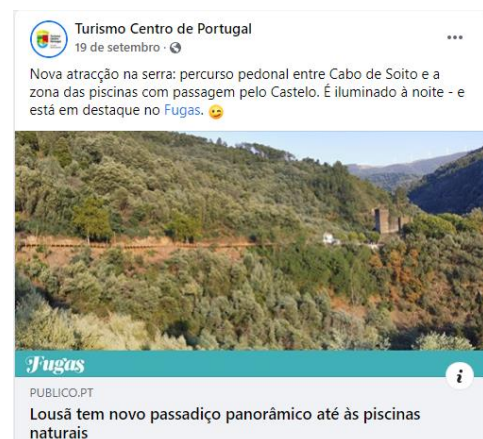 Turismo Centro de Portugal
19 de setembro ·
Nova atracção na serra: percurso pedonal entre Cabo de Soito e a
zona das piscinas com passagem pelo Castelo. É iluminado à noite - e
está em destaque no Fugas.
Fugas
i
PUBLICO.PT
Lousã tem novo passadiço panorâmico até às piscinas
naturais